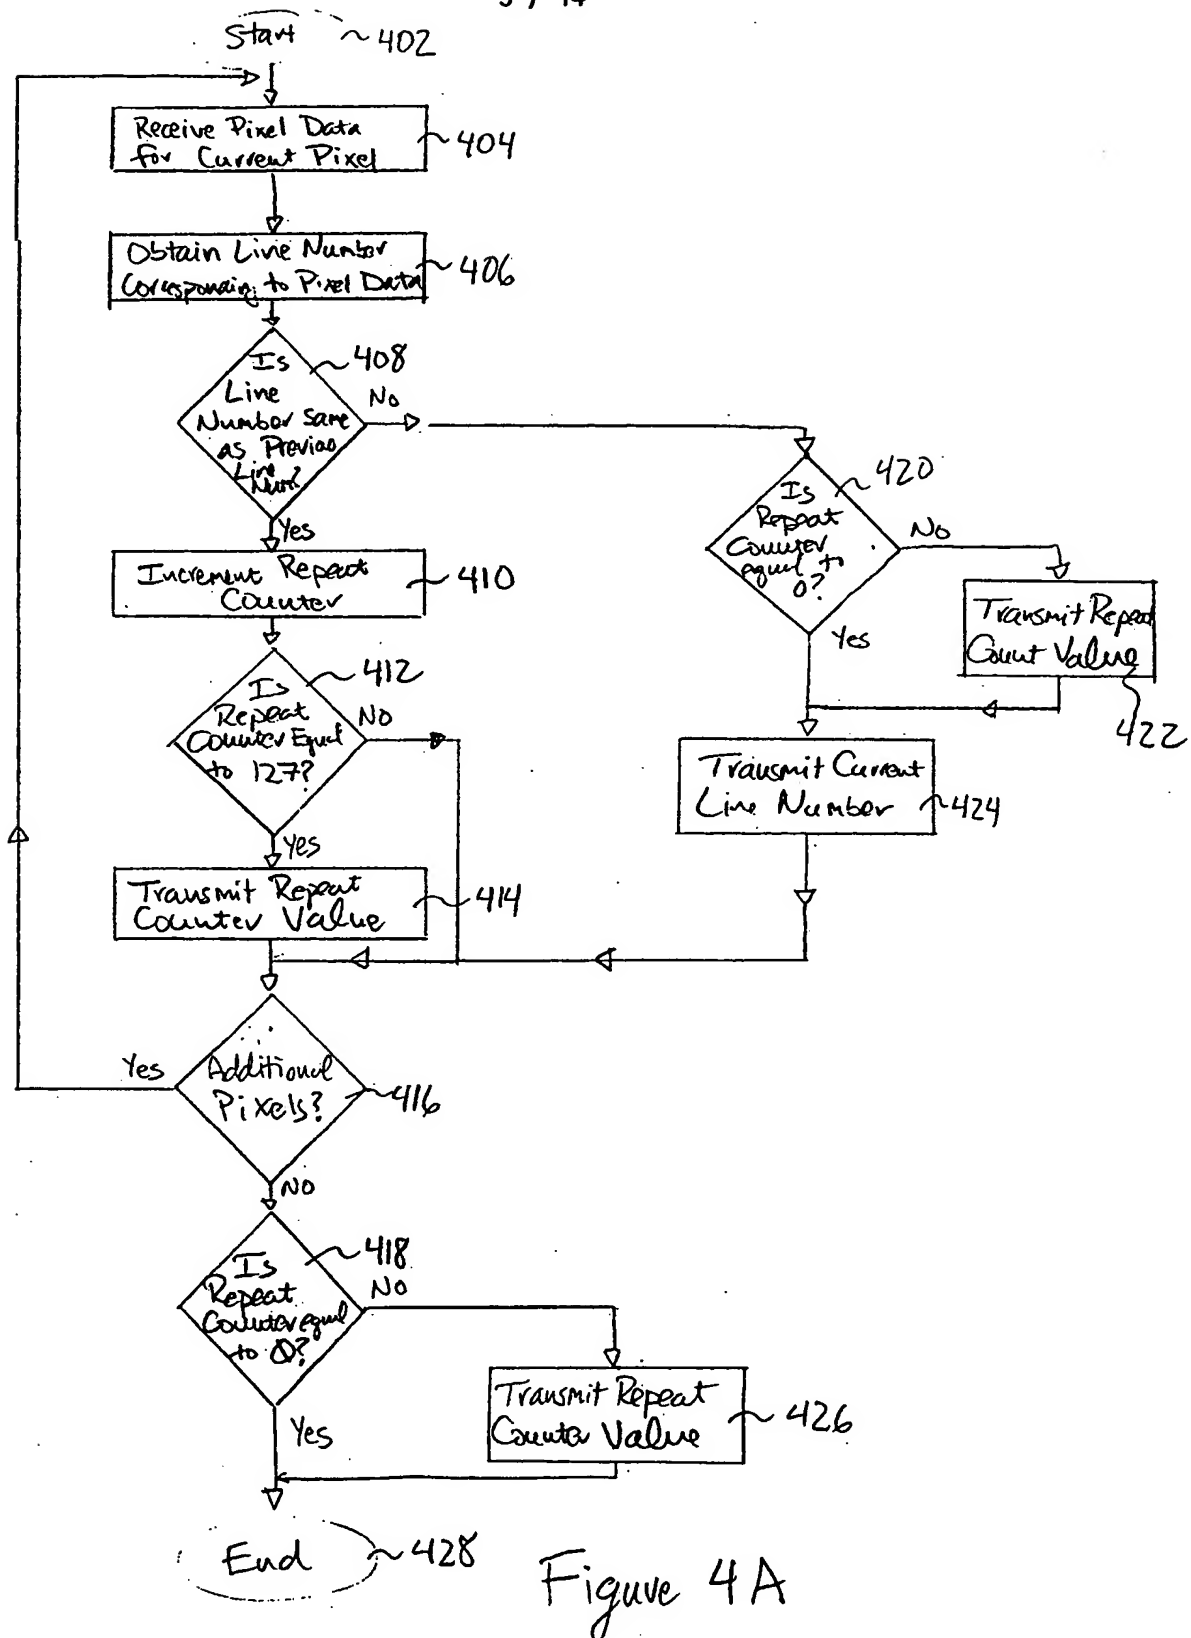 Start
402
Receive Pixel Data
for Current Pixel
404
Obtain Line Number
Corresponding to Pixel Data
406
Is
Line
Number same
as Previous
Line
Num?
408
No
Yes
Increment Repeat
Counter
410
Is
Repeat
Counter Equal
to 127?
412
No
Yes
Transmit Repeat
Counter Value
414
Is
Repeat
Counter
equal to
0?
420
No
Yes
Transmit Repeat
Count Value
422
Transmit Current
Line Number
424
Additional
Pixels?
416
Yes
No
Is
Repeat
Counter equal
to 0?
418
No
Yes
Transmit Repeat
Counter Value
426
End
428
Figure 4A